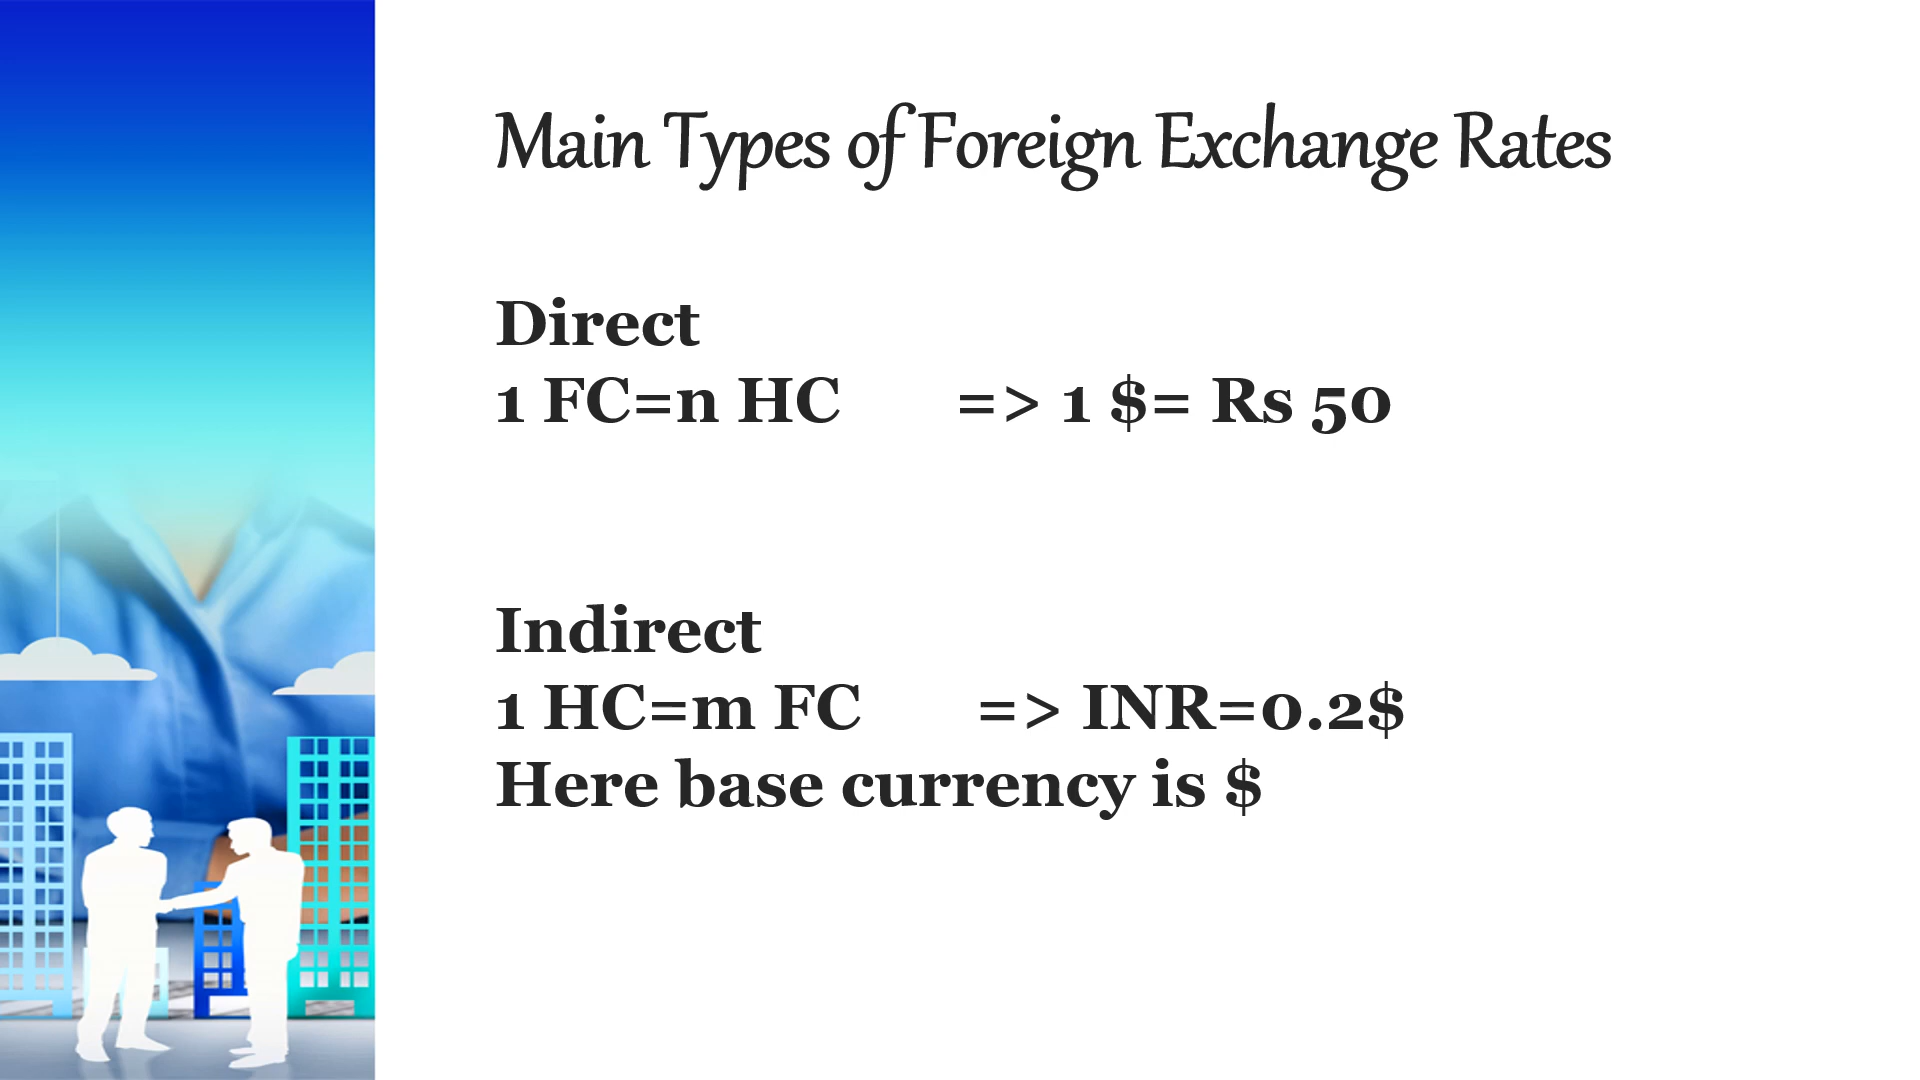 Main Types of Foreign Exchange Rates
Direct
1 FC=n HC => 1 $= Rs 50
Indirect
1 HC=m FC => INR=0.2$
Here base currency is $